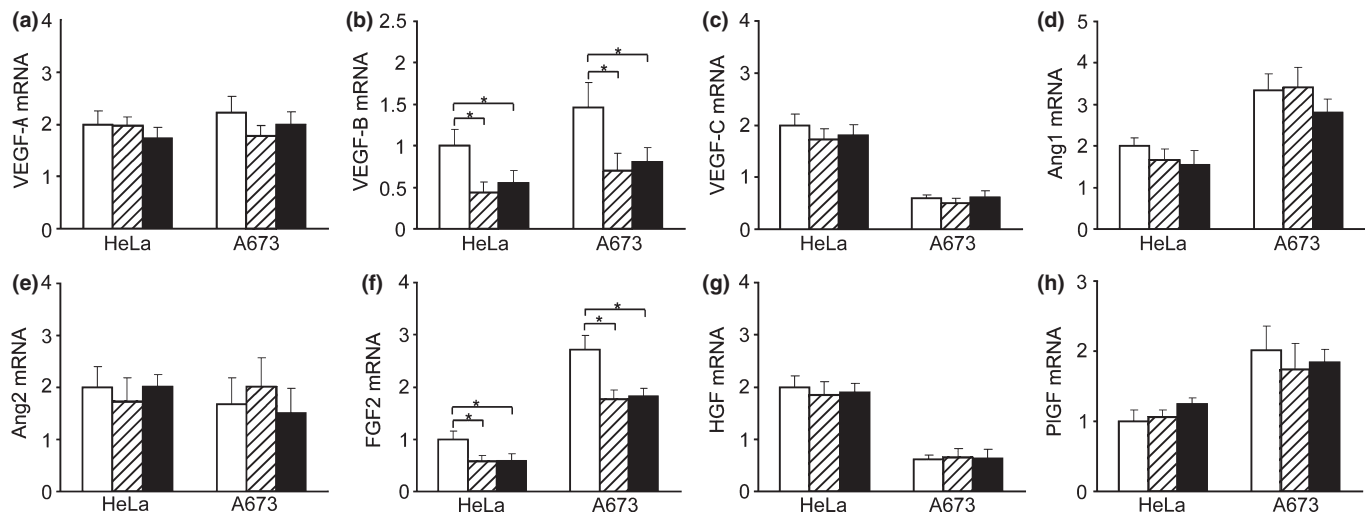 (a)
VEGF-A mRNA
4
3
2
1
0
HeLa A673
(b)
VEGF-B mRNA
2.5
2
1.5
1
0.5
0
* * * *
HeLa A673
(c)
VEGF-C mRNA
4
3
2
1
0
HeLa A673
(d)
Ang1 mRNA
5
4
3
2
1
0
HeLa A673
(e)
Ang2 mRNA
4
3
2
1
0
HeLa A673
(f)
FGF2 mRNA
4
3
2
1
0
* * * *
HeLa A673
(g)
HGF mRNA
4
3
2
1
0
HeLa A673
(h)
PlGF mRNA
3
2
1
0
HeLa A673